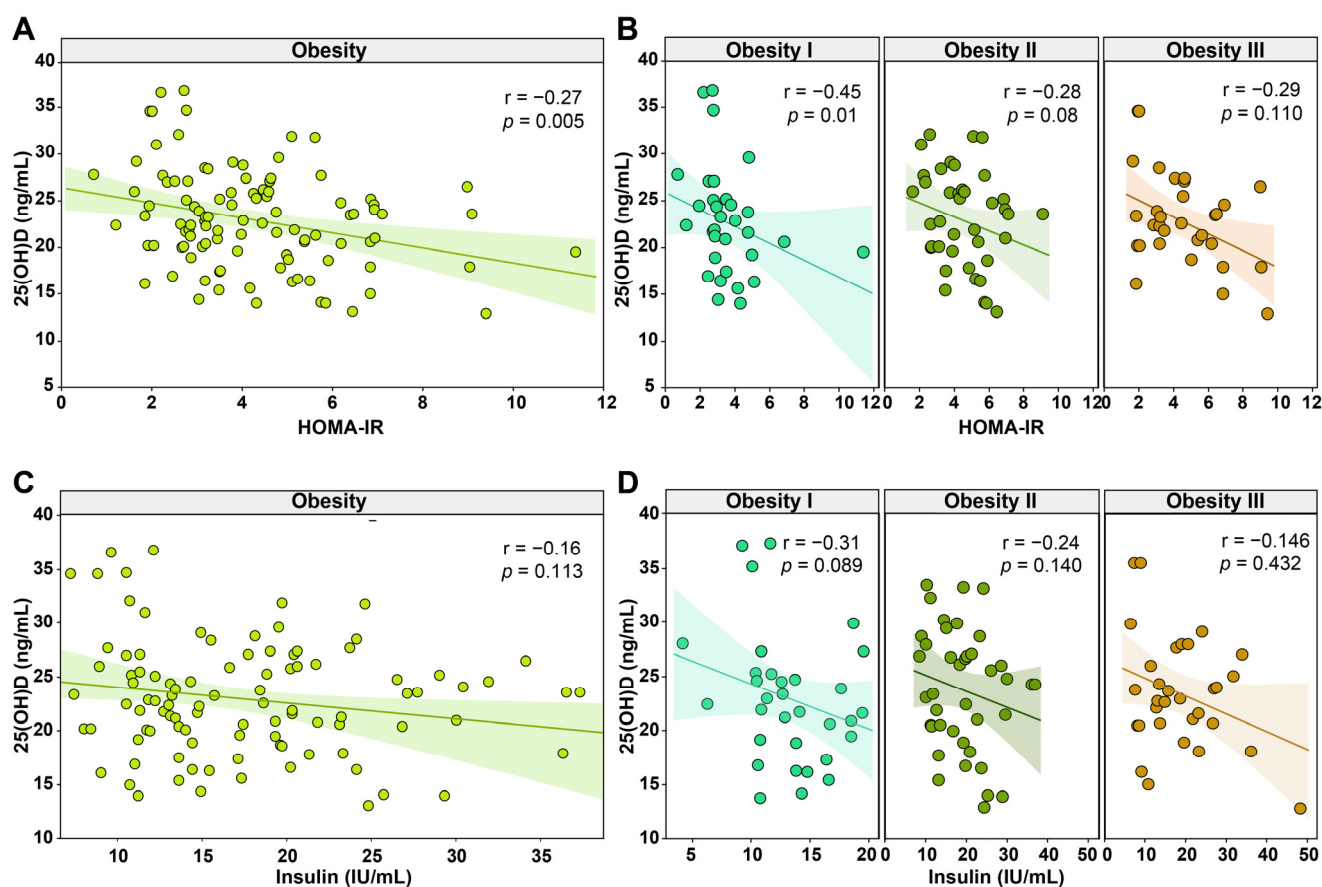 A
Obesity
r = −0.27
p = 0.005
25(OH)D (ng/mL)
40
35
30
25
20
15
10
5
0 2 4 6 8 10 12
HOMA-IR
B
Obesity I Obesity II Obesity III
r = −0.45
p = 0.01
r = −0.28
p = 0.08
r = −0.29
p = 0.110
25(OH)D (ng/mL)
40
35
30
25
20
15
10
5
0 2 4 6 8 10 12 0 2 4 6 8 10 12 0 2 4 6 8 10 12
HOMA-IR
C
Obesity
r = −0.16
p = 0.113
25(OH)D (ng/mL)
40
35
30
25
20
15
10
10 15 20 25 30 35
Insulin (IU/mL)
D
Obesity I Obesity II Obesity III
r = −0.31
p = 0.089
r = −0.24
p = 0.140
r = −0.146
p = 0.432
25(OH)D (ng/mL)
40
35
30
25
20
15
10
5 10 15 20 0 10 20 30 40 50 0 10 20 30 40 50
Insulin (IU/mL)